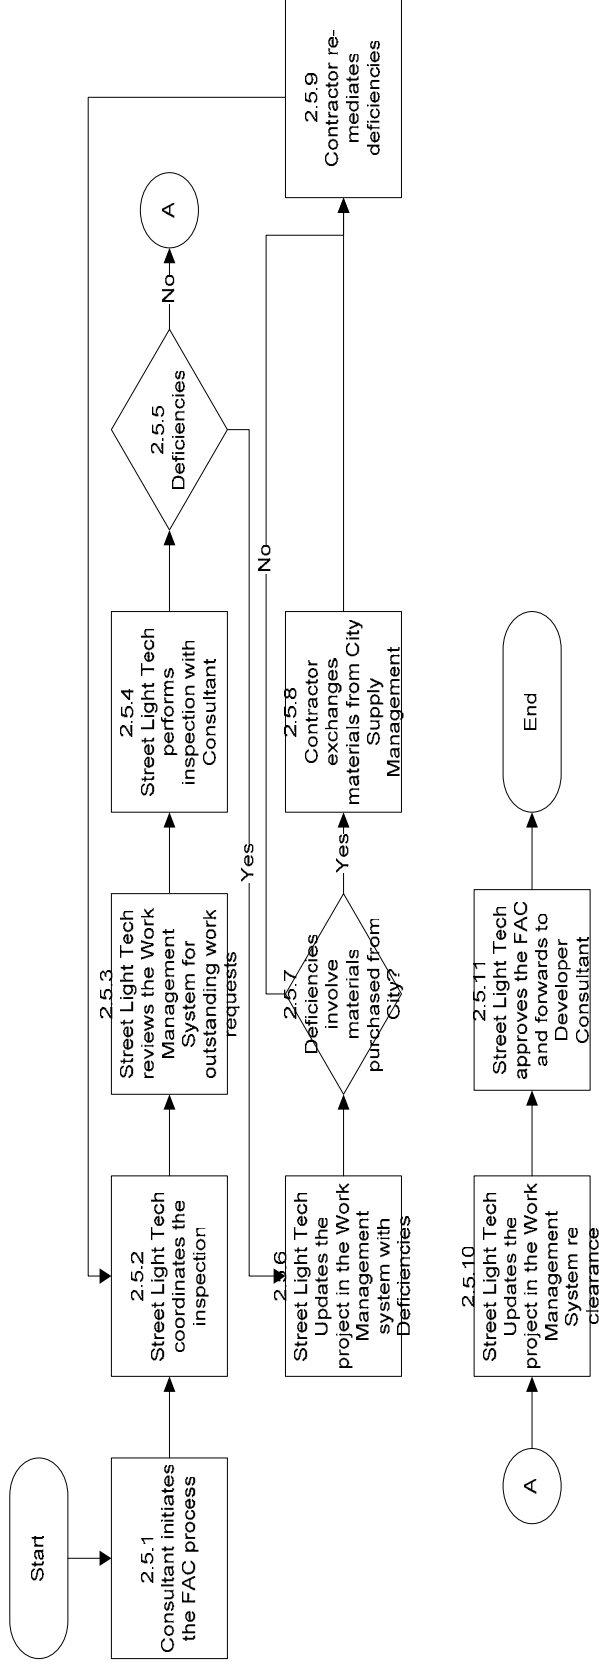 Start
2.5.1
Consultant initiates
the FAC process
2.5.2
Street Light Tech
coordinates the
inspection
2.5.3
Street Light Tech
reviews the Work
Management
System for
outstanding work
requests
2.5.4
Street Light Tech
performs
inspection with
Consultant
2.5.5
Deficiencies
No
A
Yes
2.5.6
Street Light Tech
Updates the
project in the Work
Management
system with
Deficiencies
2.5.7
Deficiencies
involve
materials
purchased from
City?
Yes
No
2.5.8
Contractor
exchanges
materials from City
Supply
Management
2.5.9
Contractor re-
mediates
deficiencies
A
2.5.10
Street Light Tech
Updates the
project in the Work
Management
System re
clearance
2.5.11
Street Light Tech
approves the FAC
and forwards to
Developer
Consultant
End